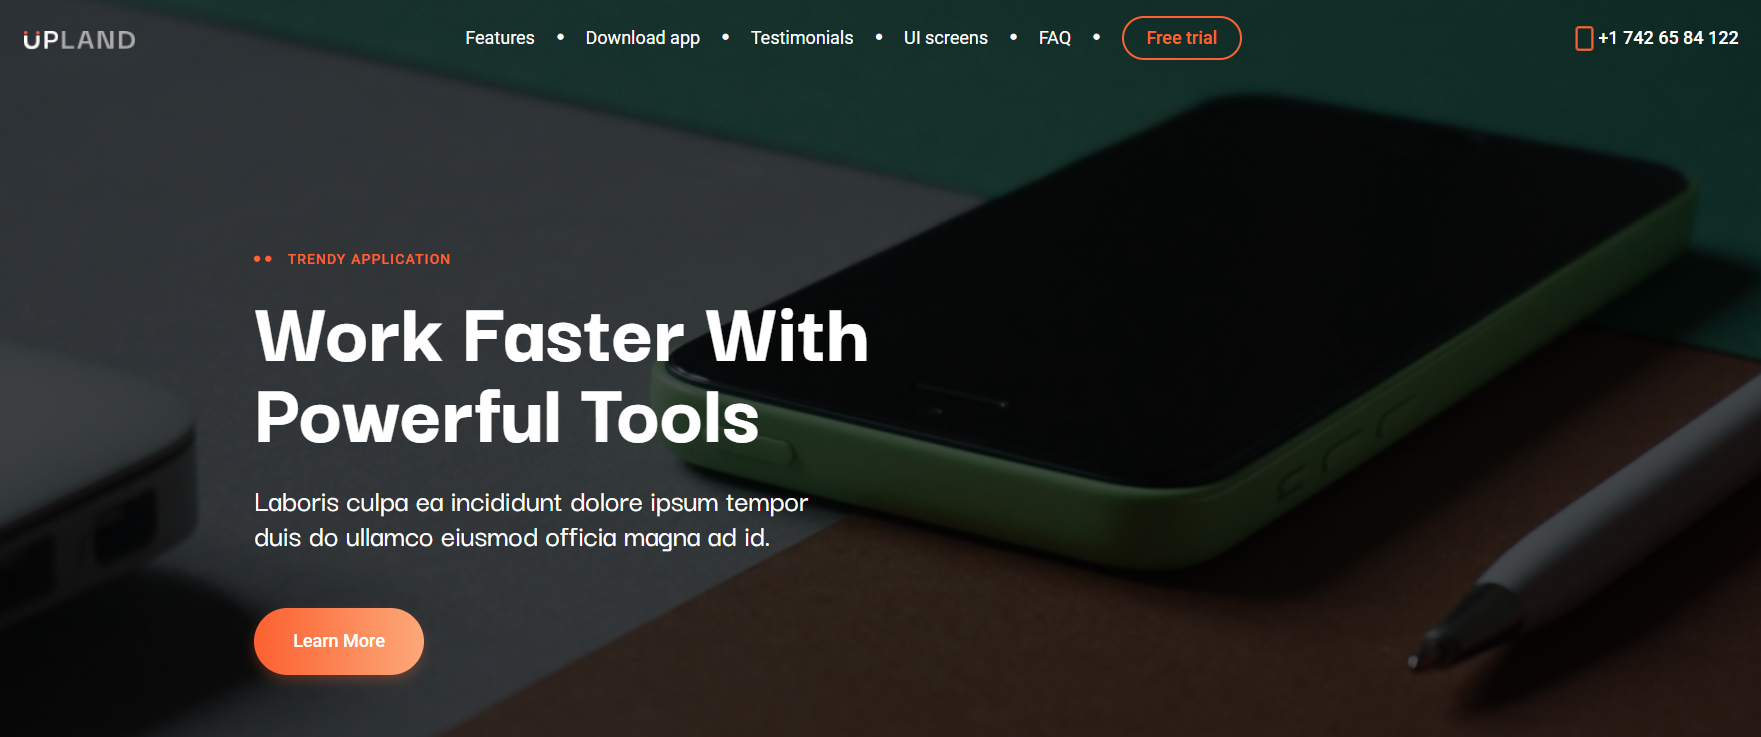 ÜPLAND
Features • Download app • Testimonials • UI screens • FAQ • Free trial
+1 742 65 84 122
TRENDY APPLICATION
Work Faster With
Powerful Tools
Laboris culpa ea incididunt dolore ipsum tempor
duis do ullamco eiusmod officia magna ad id.
Learn More